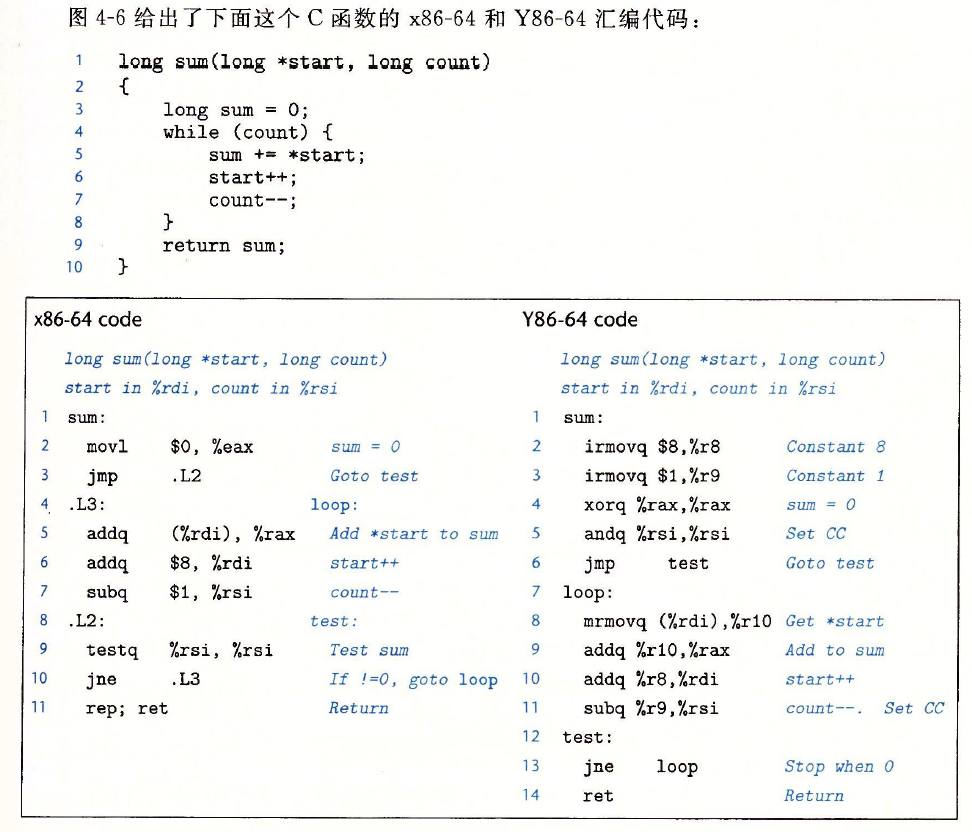 图 4-6 给出了下面这个 C 函数的 x86-64 和 Y86-64 汇编代码：
1 long sum(long *start, long count)
2 {
3 long sum = 0;
4 while (count) {
5 sum += *start;
6 start++;
7 count--;
8 }
9 return sum;
10 }
x86-64 code
long sum(long *start, long count)
start in %rdi, count in %rsi
1 sum:
2 movl $0, %eax sum = 0
3 jmp .L2 Goto test
4 .L3: loop:
5 addq (%rdi), %rax Add *start to sum
6 addq $8, %rdi start++
7 subq $1, %rsi count--
8 .L2: test:
9 testq %rsi, %rsi Test sum
10 jne .L3 If !=0, goto loop
11 rep; ret Return
Y86-64 code
long sum(long *start, long count)
start in %rdi, count in %rsi
1 sum:
2 irmovq $8,%r8 Constant 8
3 irmovq $1,%r9 Constant 1
4 xorq %rax,%rax sum = 0
5 andq %rsi,%rsi Set CC
6 jmp test Goto test
7 loop:
8 mrmovq (%rdi),%r10 Get *start
9 addq %r10,%rax Add to sum
10 addq %r8,%rdi start++
11 subq %r9,%rsi count--. Set CC
12 test:
13 jne loop Stop when 0
14 ret Return